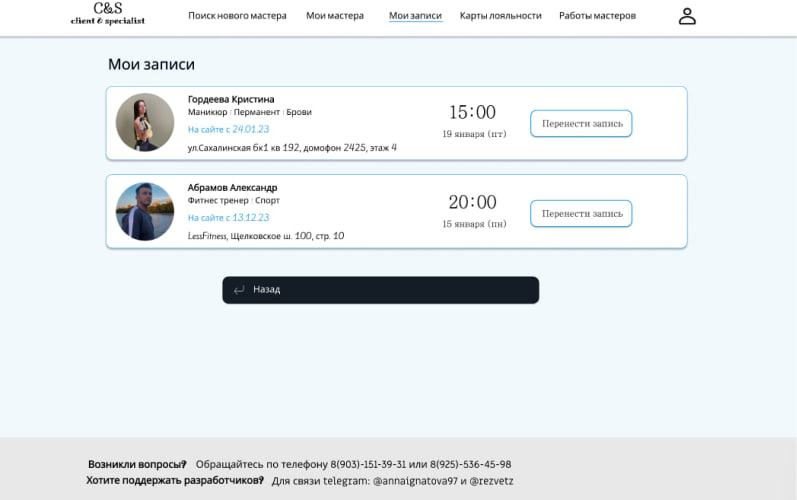 C&S
client & specialist
Поиск нового мастера
Мои мастера
Мои записи
Карты лояльности
Работы мастеров
Мои записи
Гордеева Кристина
Маникюр | Перманент | Брови
На сайте с 24.01.23
ул.Сахалинская 6к1 кв 192, домофон 2425, этаж 4
15:00
19 января (пт)
Перенести запись
Абрамов Александр
Фитнес тренер | Спорт
На сайте с 13.12.23
LessFitness, Щелковское ш. 100, стр. 10
20:00
15 января (пн)
Перенести запись
Назад
Возникли вопросы? Обращайтесь по телефону 8(903)-151-39-31 или 8(925)-536-45-98
Хотите поддержать разработчиков? Для связи telegram: @annaignatova97 и @rezvetz